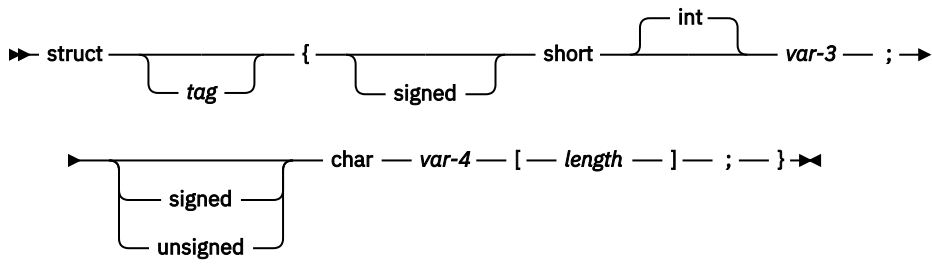 int
struct { short var-3 ;
tag signed
char var-4 [ length ] ; }
signed
unsigned